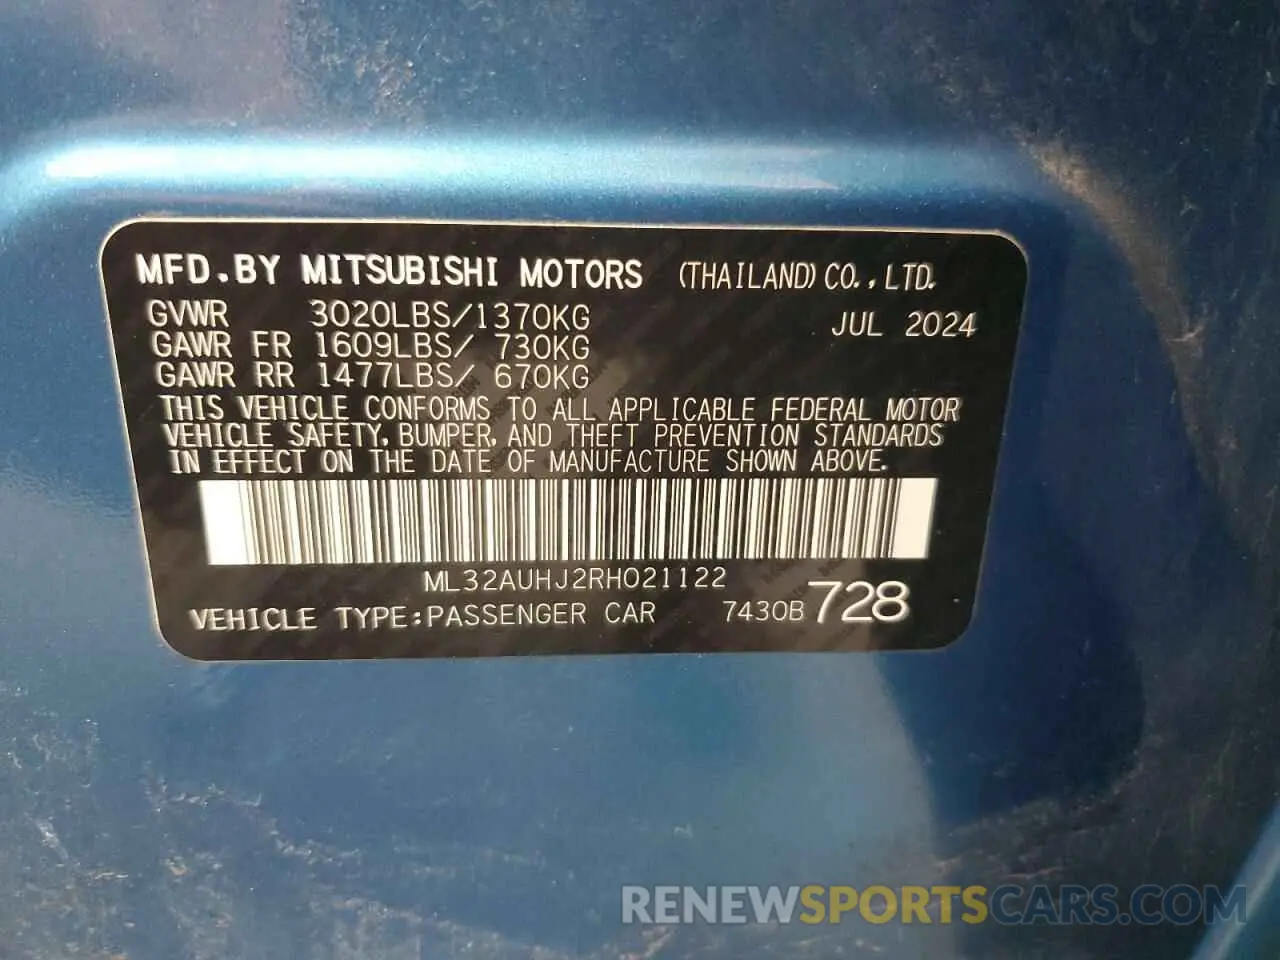 MFD.BY MITSUBISHI MOTORS (THAILAND) CO.,LTD.
GVWR 3020LBS/1370KG JUL 2024
GAWR FR 1609LBS/ 730KG
GAWR RR 1477LBS/ 670KG
THIS VEHICLE CONFORMS TO ALL APPLICABLE FEDERAL MOTOR
VEHICLE SAFETY, BUMPER, AND THEFT PREVENTION STANDARDS
IN EFFECT ON THE DATE OF MANUFACTURE SHOWN ABOVE.
ML32AUHJ2RH021122
VEHICLE TYPE:PASSENGER CAR 7430B 728
RENEWSPORTSCARS.COM